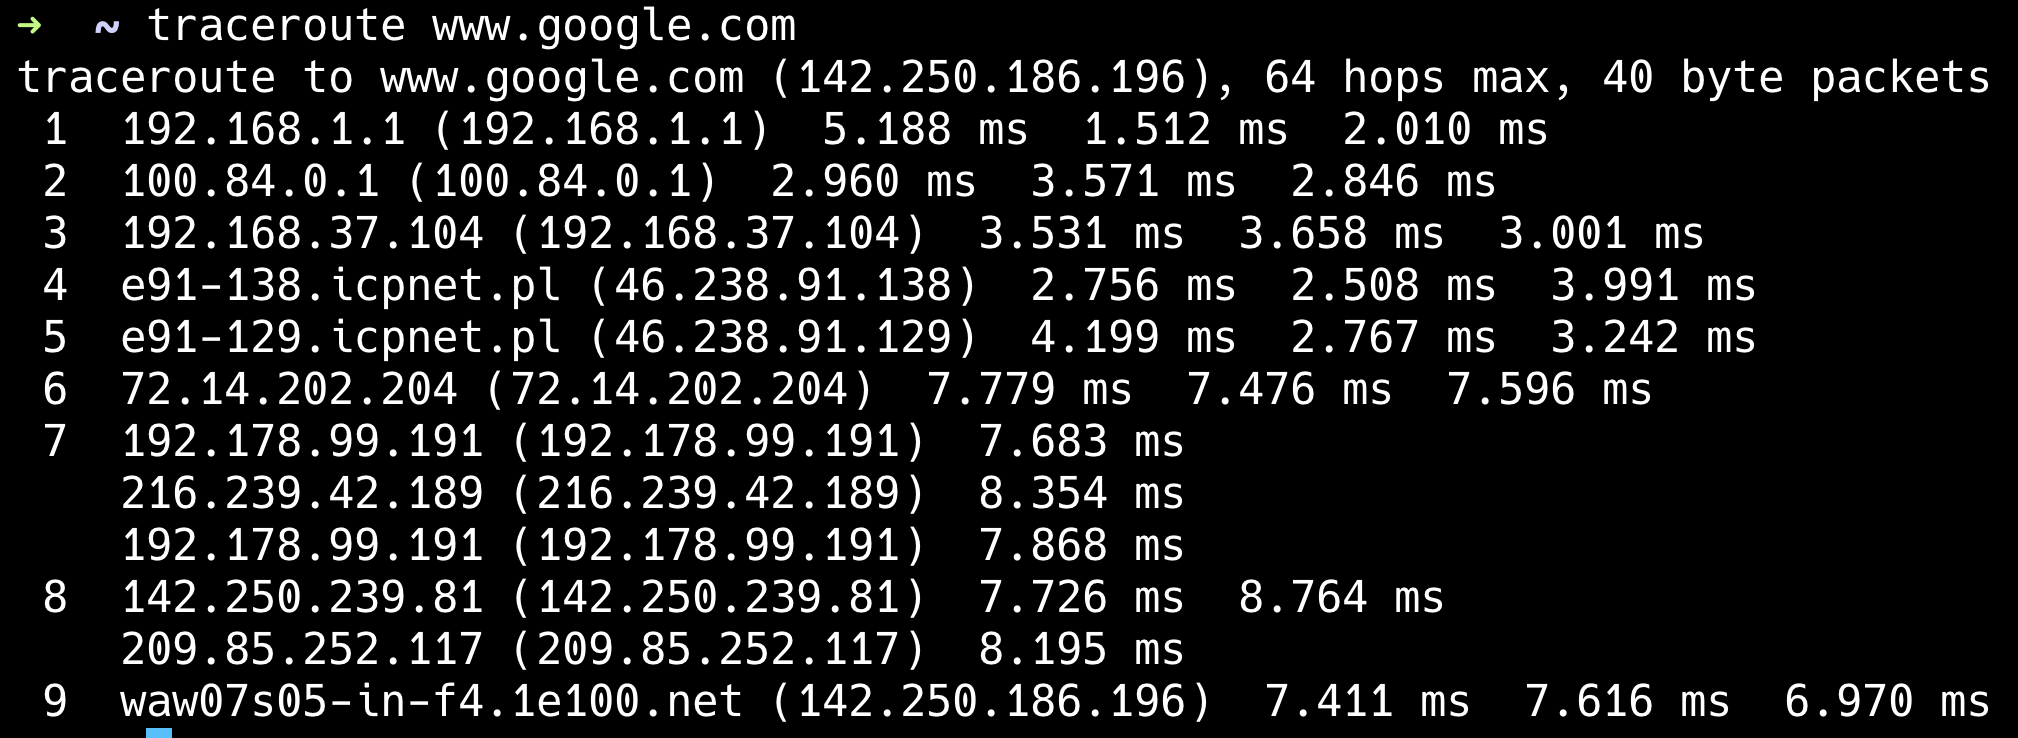 ➜  ~ traceroute www.google.com
traceroute to www.google.com (142.250.186.196), 64 hops max, 40 byte packets
 1  192.168.1.1 (192.168.1.1)  5.188 ms  1.512 ms  2.010 ms
 2  100.84.0.1 (100.84.0.1)  2.960 ms  3.571 ms  2.846 ms
 3  192.168.37.104 (192.168.37.104)  3.531 ms  3.658 ms  3.001 ms
 4  e91-138.icpnet.pl (46.238.91.138)  2.756 ms  2.508 ms  3.991 ms
 5  e91-129.icpnet.pl (46.238.91.129)  4.199 ms  2.767 ms  3.242 ms
 6  72.14.202.204 (72.14.202.204)  7.779 ms  7.476 ms  7.596 ms
 7  192.178.99.191 (192.178.99.191)  7.683 ms
    216.239.42.189 (216.239.42.189)  8.354 ms
    192.178.99.191 (192.178.99.191)  7.868 ms
 8  142.250.239.81 (142.250.239.81)  7.726 ms  8.764 ms
    209.85.252.117 (209.85.252.117)  8.195 ms
 9  waw07s05-in-f4.1e100.net (142.250.186.196)  7.411 ms  7.616 ms  6.970 ms